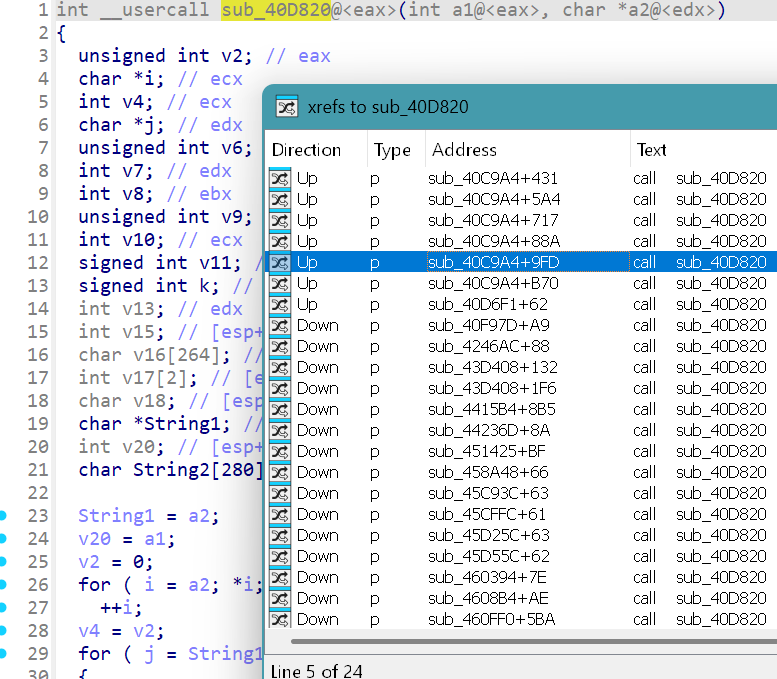 1 int __usercall sub_40D820@<eax>(int a1@<eax>, char *a2@<edx>)
2 {
3 unsigned int v2; // eax
4 char *i; // ecx
5 int v4; // ecx
6 char *j; // edx
7 unsigned int v6;
8 int v7; // edx
9 int v8; // ebx
10 unsigned int v9;
11 int v10; // ecx
12 signed int v11; /
13 signed int k; //
14 int v13; // edx
15 int v15; // [esp+
16 char v16[264]; //
17 int v17[2]; // [e
18 char v18; // [esp
19 char *String1; //
20 int v20; // [esp+
21 char String2[280]
22
23 String1 = a2;
24 v20 = a1;
25 v2 = 0;
26 for ( i = a2; *i;
27 ++i;
28 v4 = v2;
29 for ( j = String1
30 {
xrefs to sub_40D820
Direction Type Address Text
Up p sub_40C9A4+431 call sub_40D820
Up p sub_40C9A4+5A4 call sub_40D820
Up p sub_40C9A4+717 call sub_40D820
Up p sub_40C9A4+88A call sub_40D820
Up p sub_40C9A4+9FD call sub_40D820
Up p sub_40C9A4+B70 call sub_40D820
Up p sub_40D6F1+62 call sub_40D820
Down p sub_40F97D+A9 call sub_40D820
Down p sub_4246AC+88 call sub_40D820
Down p sub_43D408+132 call sub_40D820
Down p sub_43D408+1F6 call sub_40D820
Down p sub_4415B4+8B5 call sub_40D820
Down p sub_44236D+8A call sub_40D820
Down p sub_451425+BF call sub_40D820
Down p sub_458A48+66 call sub_40D820
Down p sub_45C93C+63 call sub_40D820
Down p sub_45CFFC+61 call sub_40D820
Down p sub_45D25C+63 call sub_40D820
Down p sub_45D55C+62 call sub_40D820
Down p sub_460394+7E call sub_40D820
Down p sub_4608B4+AE call sub_40D820
Down p sub_460FF0+5BA call sub_40D820
Line 5 of 24